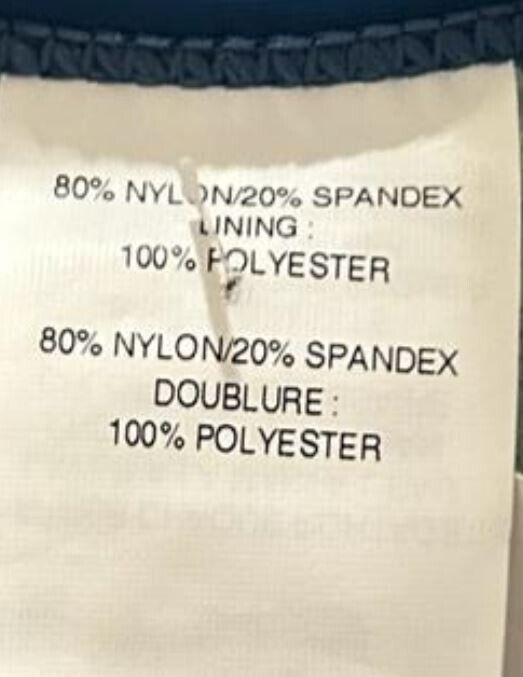 80% NYLON/20% SPANDEX
LINING :
100% POLYESTER
80% NYLON/20% SPANDEX
DOUBLURE :
100% POLYESTER